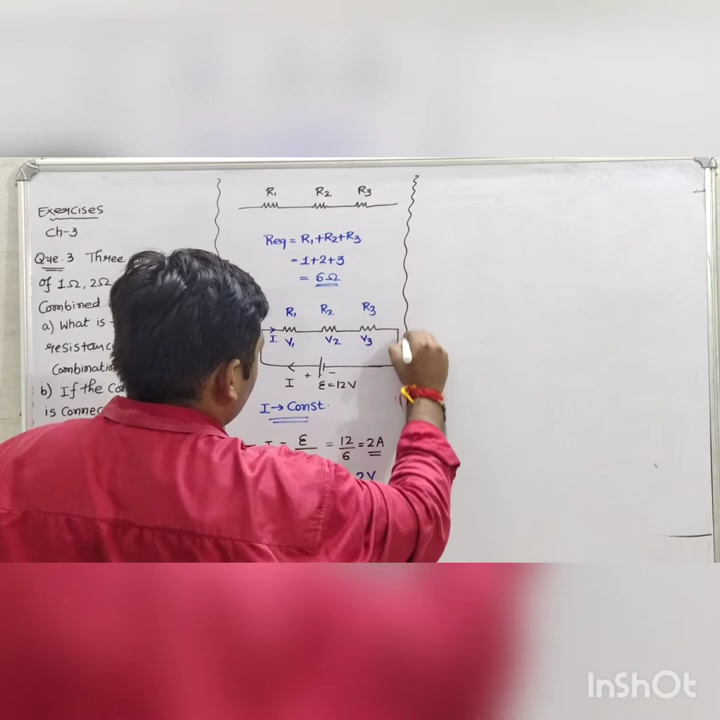 Exercises
Ch-3
Que. 3 Three
of 1Ω, 2Ω
Combined
a) What is
resistanc
Combinatio
b) If the Co
is connec
R₁ R₂ R₃
Req = R₁+R₂+R₃
= 1+2+3
= 6Ω
R₁ R₂ R₃
I V₁ V₂ V₃
I + − ε=12V
I → Const.
I = ε = 12/6 = 2A
2V
InShOt